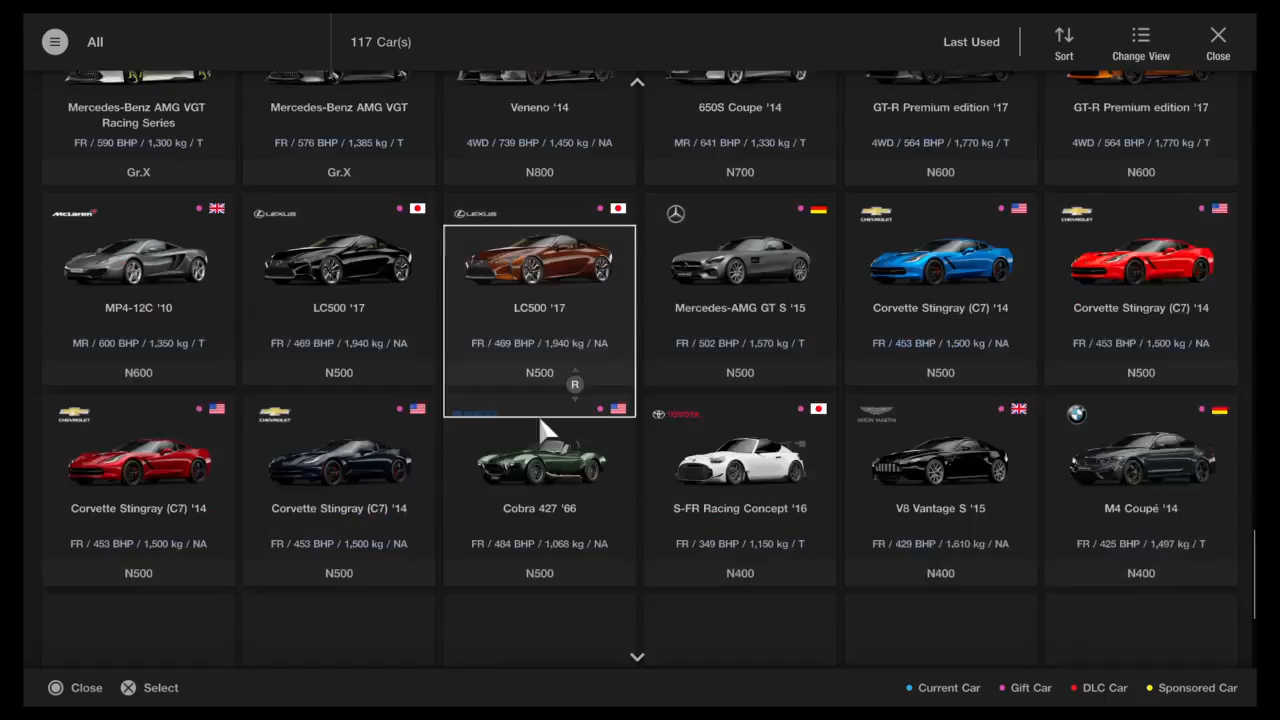 All
117 Car(s)
Last Used
Sort
Change View
Close
Mercedes-Benz AMG VGT
Racing Series
FR / 590 BHP / 1,300 kg / T
Gr.X
Mercedes-Benz AMG VGT
FR / 576 BHP / 1,385 kg / T
Gr.X
Veneno '14
4WD / 739 BHP / 1,450 kg / NA
N800
650S Coupe '14
MR / 641 BHP / 1,330 kg / T
N700
GT-R Premium edition '17
4WD / 564 BHP / 1,770 kg / T
N600
GT-R Premium edition '17
4WD / 564 BHP / 1,770 kg / T
N600
McLaren
MP4-12C '10
MR / 600 BHP / 1,350 kg / T
N600
LEXUS
LC500 '17
FR / 469 BHP / 1,940 kg / NA
N500
LEXUS
LC500 '17
FR / 469 BHP / 1,940 kg / NA
N500
R
Mercedes-AMG GT S '15
FR / 502 BHP / 1,570 kg / T
N500
CHEVROLET
Corvette Stingray (C7) '14
FR / 453 BHP / 1,500 kg / NA
N500
CHEVROLET
Corvette Stingray (C7) '14
FR / 453 BHP / 1,500 kg / NA
N500
CHEVROLET
Corvette Stingray (C7) '14
FR / 453 BHP / 1,500 kg / NA
N500
CHEVROLET
Corvette Stingray (C7) '14
FR / 453 BHP / 1,500 kg / NA
N500
Cobra 427 '66
FR / 484 BHP / 1,068 kg / NA
N500
TOYOTA
S-FR Racing Concept '16
FR / 349 BHP / 1,150 kg / T
N400
ASTON MARTIN
V8 Vantage S '15
FR / 429 BHP / 1,610 kg / NA
N400
M4 Coupé '14
FR / 425 BHP / 1,497 kg / T
N400
Close
Select
Current Car
Gift Car
DLC Car
Sponsored Car